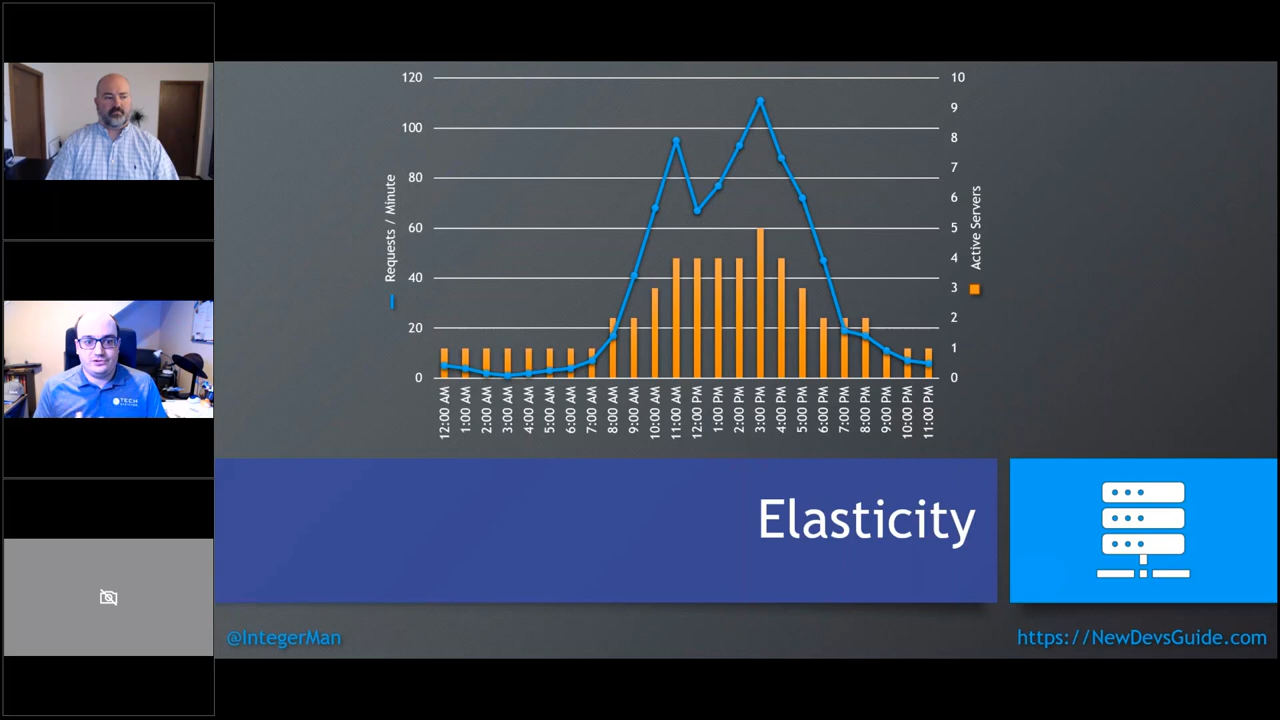 120
100
80
60
40
20
0
Requests / Minute
10
9
8
7
6
5
4
3
2
1
0
Active Servers
12:00 AM
1:00 AM
2:00 AM
3:00 AM
4:00 AM
5:00 AM
6:00 AM
7:00 AM
8:00 AM
9:00 AM
10:00 AM
11:00 AM
12:00 PM
1:00 PM
2:00 PM
3:00 PM
4:00 PM
5:00 PM
6:00 PM
7:00 PM
8:00 PM
9:00 PM
10:00 PM
11:00 PM
TECH
Elasticity
@IntegerMan
https://NewDevsGuide.com